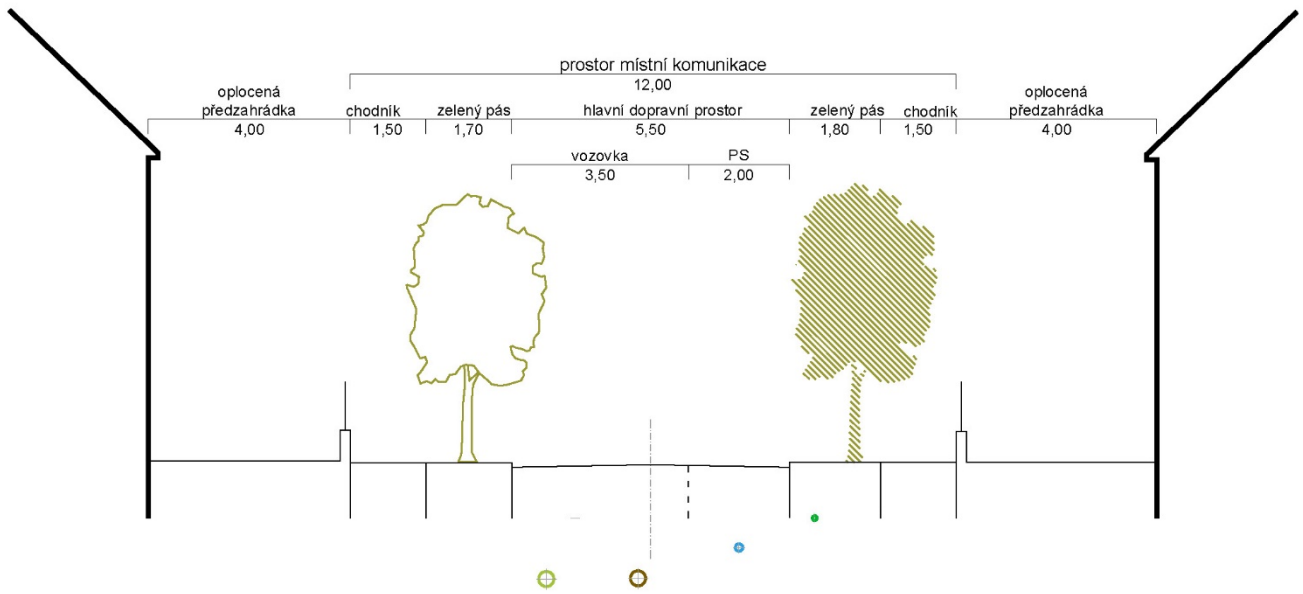 prostor místní komunikace
12,00
oplocená
předzahrádka
4,00
chodník
1,50
zelený pás
1,70
hlavní dopravní prostor
5,50
zelený pás
1,80
chodník
1,50
oplocená
předzahrádka
4,00
vozovka
3,50
PS
2,00